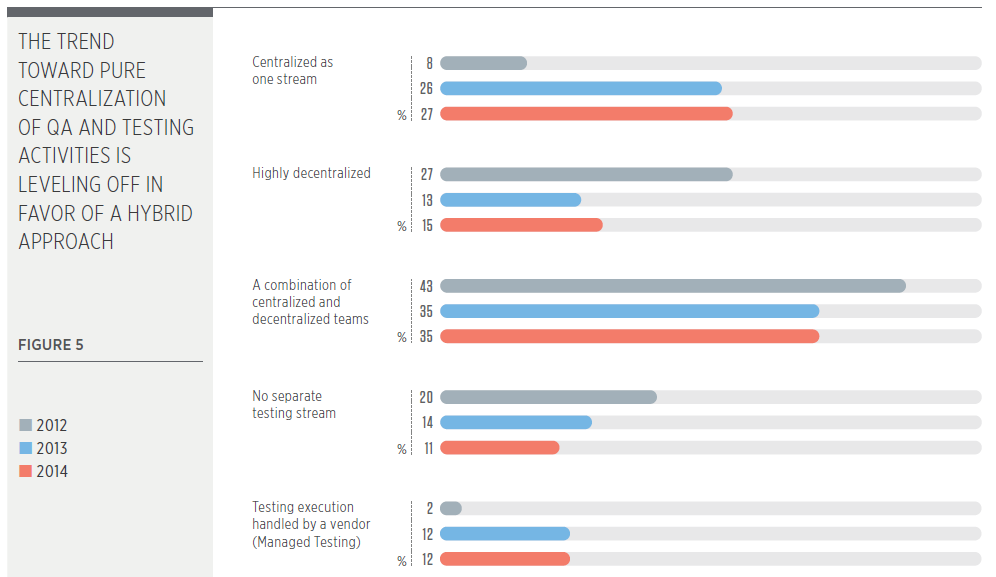 THE TREND
TOWARD PURE
CENTRALIZATION
OF QA AND TESTING
ACTIVITIES IS
LEVELING OFF IN
FAVOR OF A HYBRID
APPROACH
FIGURE 5
2012
2013
2014
Centralized as
one stream
8
26
% 27
Highly decentralized
27
13
% 15
A combination of
centralized and
decentralized teams
43
35
% 35
No separate
testing stream
20
14
% 11
Testing execution
handled by a vendor
(Managed Testing)
2
12
% 12